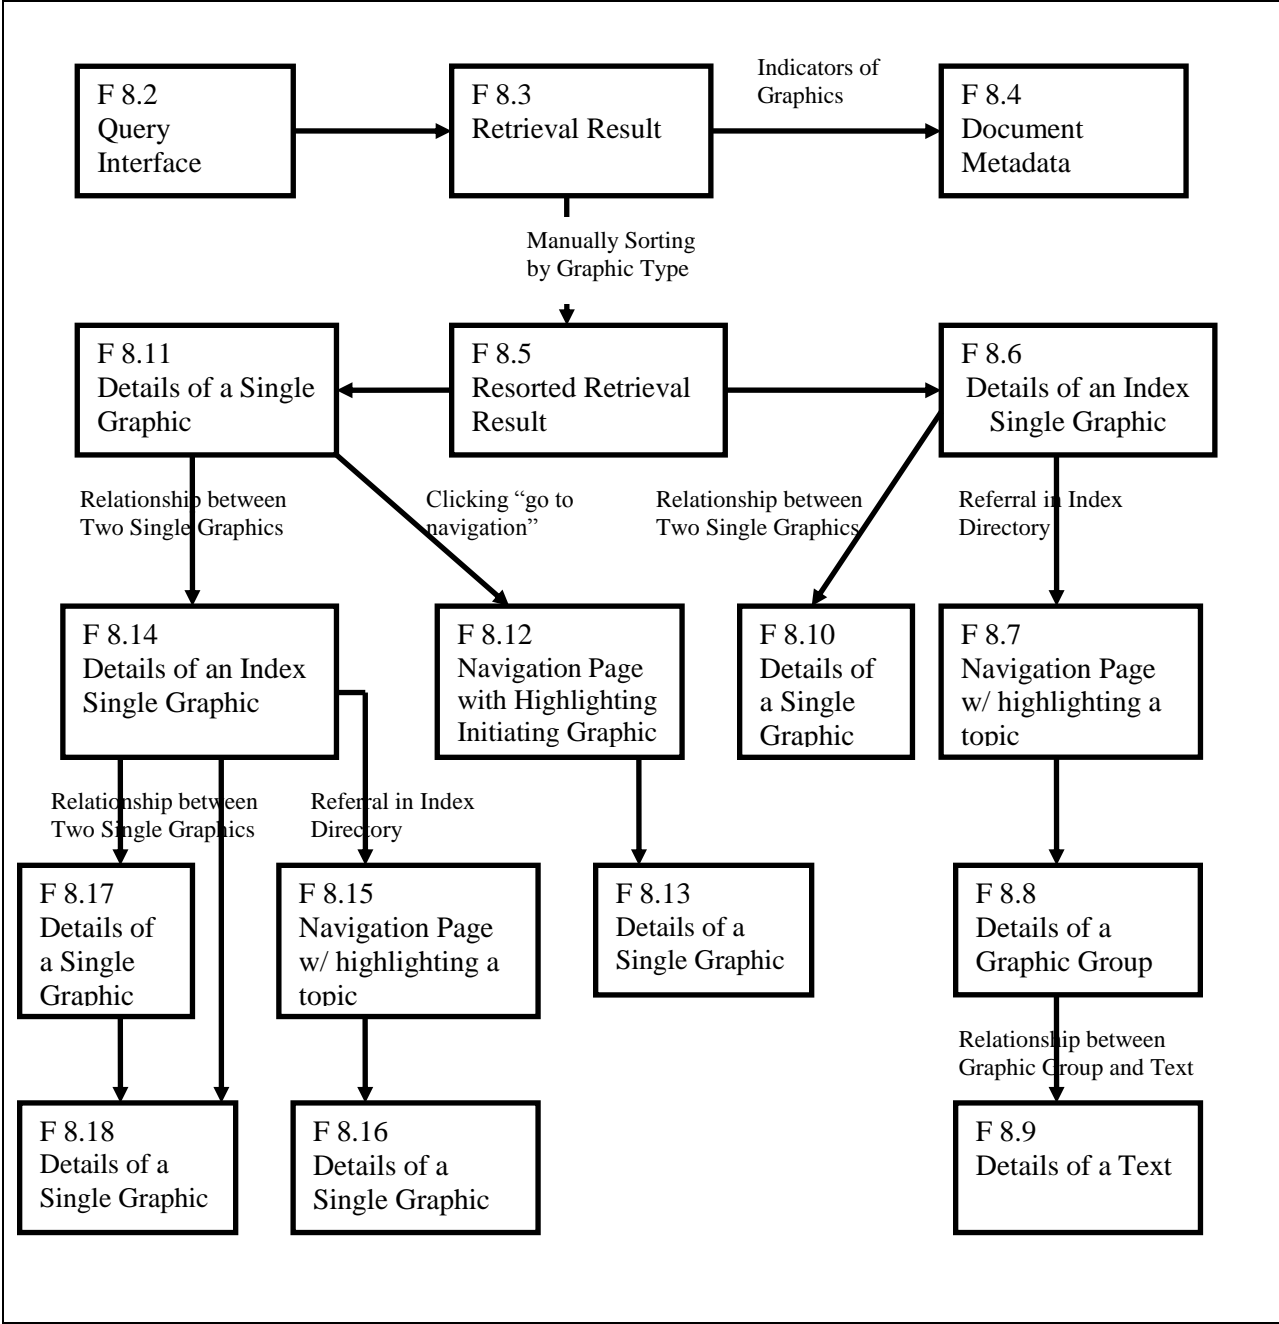 F 8.2
Query
Interface
F 8.3
Retrieval Result
Indicators of
Graphics
F 8.4
Document
Metadata
Manually Sorting
by Graphic Type
F 8.11
Details of a Single
Graphic
F 8.5
Resorted Retrieval
Result
F 8.6
Details of an Index
Single Graphic
Relationship between
Two Single Graphics
Clicking “go to
navigation”
Relationship between
Two Single Graphics
Referral in Index
Directory
F 8.14
Details of an Index
Single Graphic
F 8.12
Navigation Page
with Highlighting
Initiating Graphic
F 8.10
Details of
a Single
Graphic
F 8.7
Navigation Page
w/ highlighting a
topic
Relationship between
Two Single Graphics
Referral in Index
Directory
F 8.17
Details of
a Single
Graphic
F 8.15
Navigation Page
w/ highlighting a
topic
F 8.13
Details of a
Single Graphic
F 8.8
Details of a
Graphic Group
Relationship between
Graphic Group and Text
F 8.18
Details of a
Single Graphic
F 8.16
Details of a
Single Graphic
F 8.9
Details of a Text